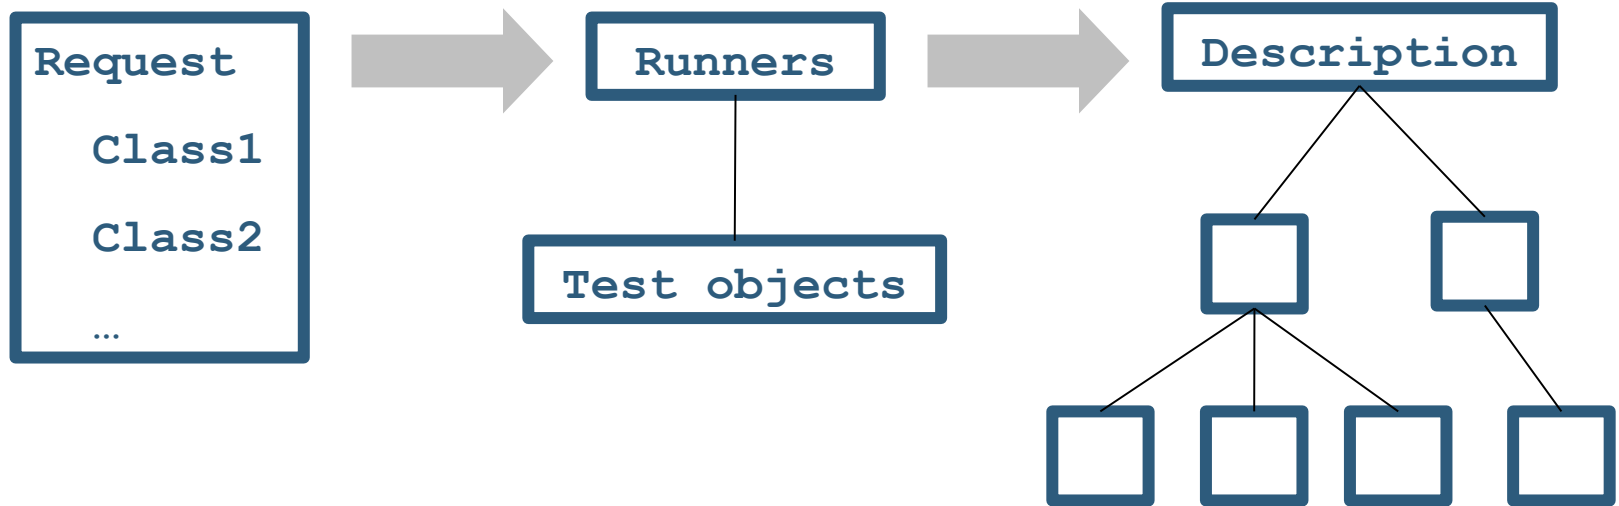 Request
Class1
Class2
…
Runners
Test objects
Description